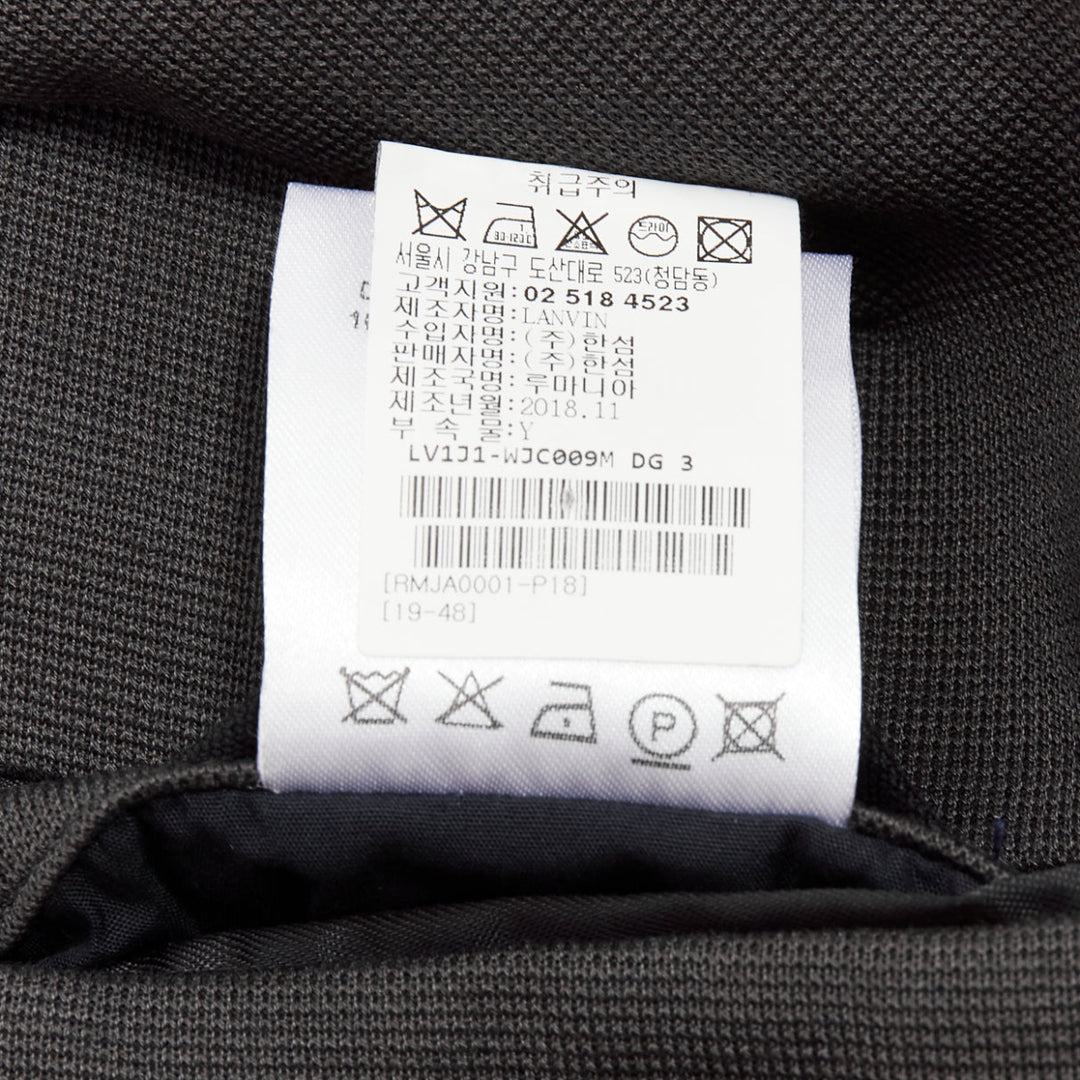 취급주의
드라이
서울시 강남구 도산대로 523(청담동)
고객지원:02 518 4523
제조자명:LANVIN
수입자명:(주)한섬
판매자명:(주)한섬
제조국명:루마니아
제조년월:2018.11
부 속 물:Y
LV1J1-WJC009M DG 3
[RMJA0001-P18]
[19-48]
P